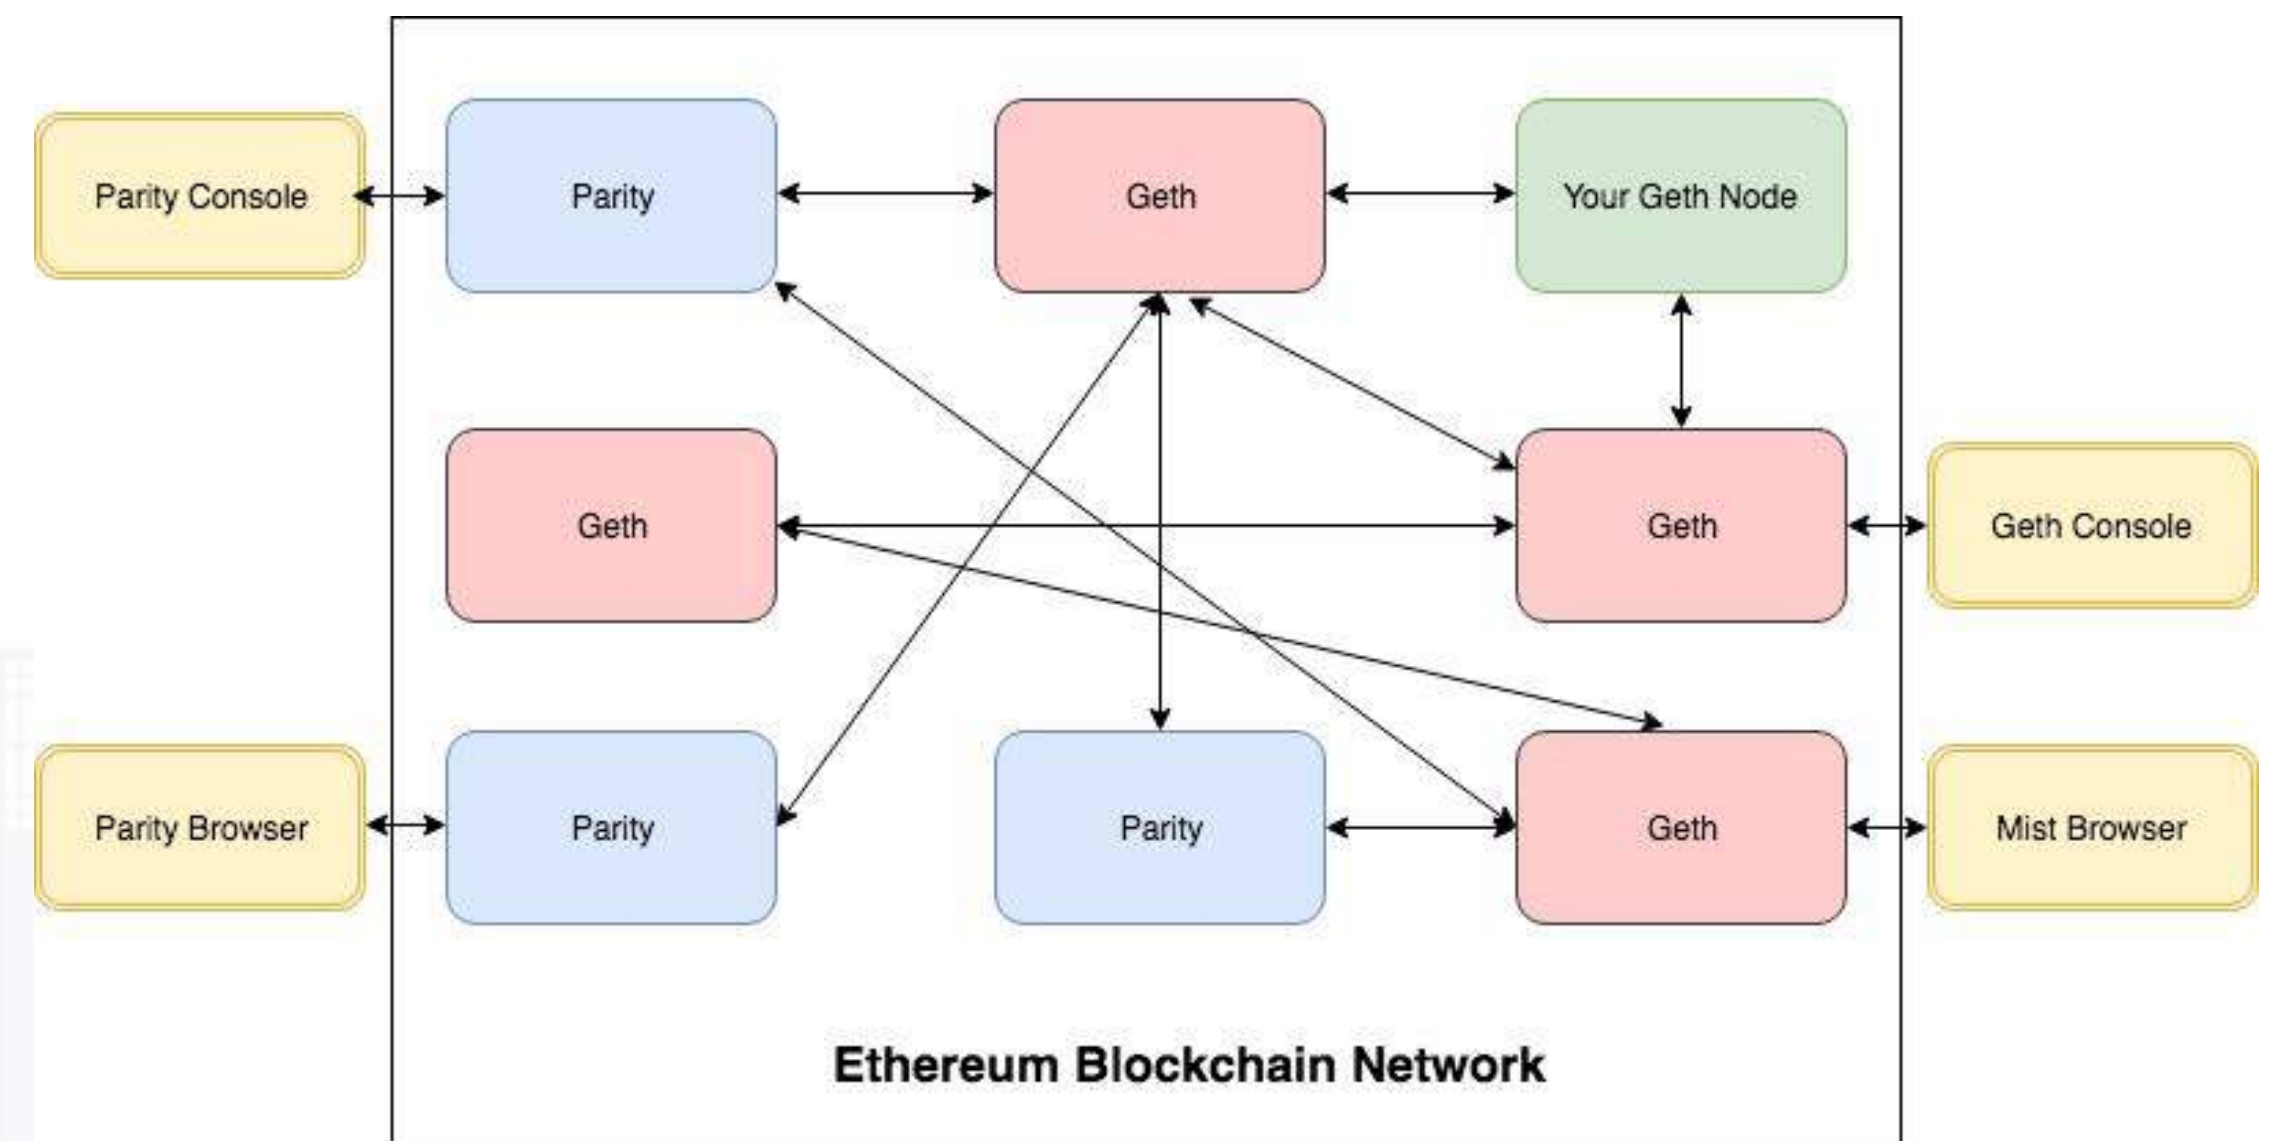 Parity Console
Parity
Geth
Your Geth Node
Geth
Geth
Geth Console
Parity Browser
Parity
Parity
Geth
Mist Browser
Ethereum Blockchain Network